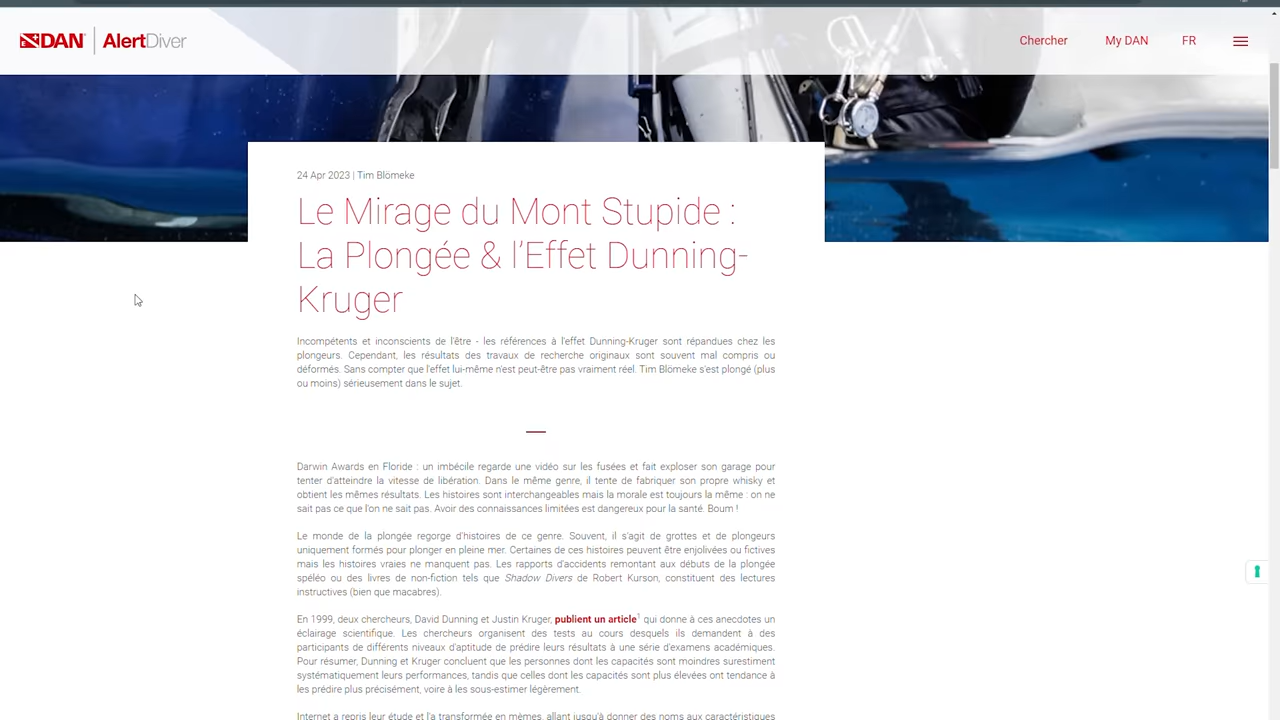 DAN AlertDiver
Chercher
My DAN
FR
24 Apr 2023 | Tim Blömeke
Le Mirage du Mont Stupide :
La Plongée & l'Effet Dunning-
Kruger
Incompétents et inconscients de l'être - les références à l'effet Dunning-Kruger sont répandues chez les
plongeurs. Cependant, les résultats des travaux de recherche originaux sont souvent mal compris ou
déformés. Sans compter que l'effet lui-même n'est peut-être pas vraiment réel. Tim Blömeke s'est plongé (plus
ou moins) sérieusement dans le sujet.
Darwin Awards en Floride : un imbécile regarde une vidéo sur les fusées et fait exploser son garage pour
tenter d'atteindre la vitesse de libération. Dans le même genre, il tente de fabriquer son propre whisky et
obtient les mêmes résultats. Les histoires sont interchangeables mais la morale est toujours la même : on ne
sait pas ce que l'on ne sait pas. Avoir des connaissances limitées est dangereux pour la santé. Boum !
Le monde de la plongée regorge d'histoires de ce genre. Souvent, il s'agit de grottes et de plongeurs
uniquement formés pour plonger en pleine mer. Certaines de ces histoires peuvent être enjolivées ou fictives
mais les histoires vraies ne manquent pas. Les rapports d'accidents remontant aux débuts de la plongée
spéléo ou des livres de non-fiction tels que Shadow Divers de Robert Kurson, constituent des lectures
instructives (bien que macabres).
En 1999, deux chercheurs, David Dunning et Justin Kruger, publient un article1 qui donne à ces anecdotes un
éclairage scientifique. Les chercheurs organisent des tests au cours desquels ils demandent à des
participants de différents niveaux d'aptitude de prédire leurs résultats à une série d'examens académiques.
Pour résumer, Dunning et Kruger concluent que les personnes dont les capacités sont moindres surestiment
systématiquement leurs performances, tandis que celles dont les capacités sont plus élevées ont tendance à
les prédire plus précisément, voire à les sous-estimer légèrement.
Internet a repris leur étude et l'a transformée en mèmes, allant jusqu'à donner des noms aux caractéristiques